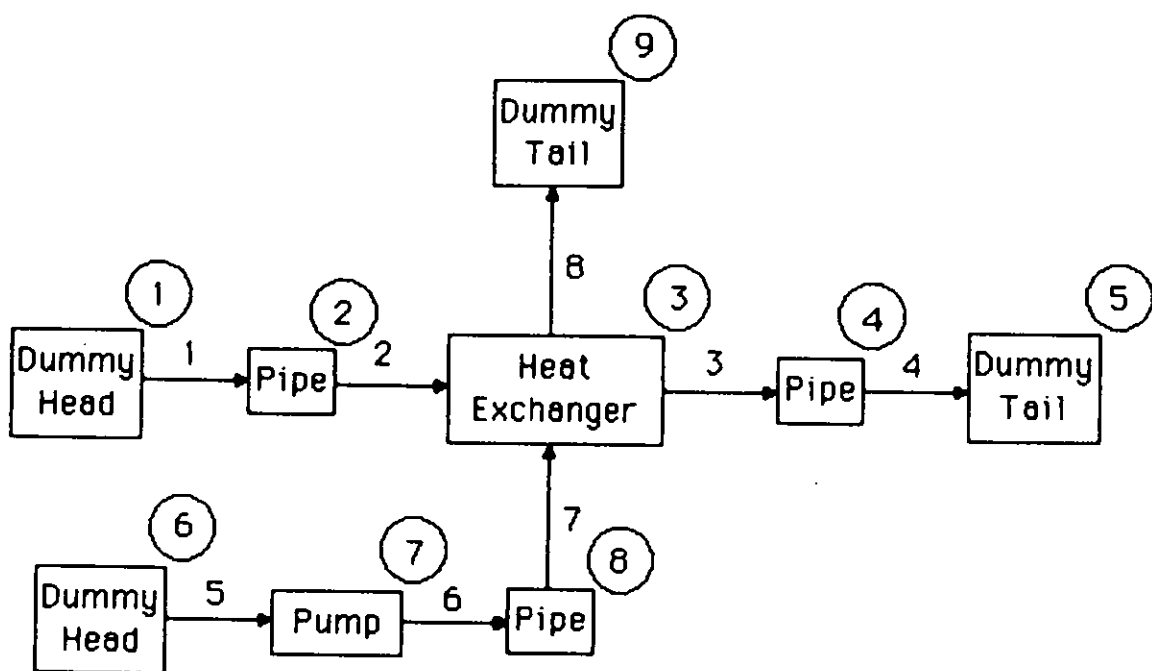 9
Dummy
Tail
8
1
2
3
4
5
Dummy
Head
1
Pipe
2
Heat
Exchanger
3
Pipe
4
Dummy
Tail
6
7
7
8
Dummy
Head
5
Pump
6
Pipe